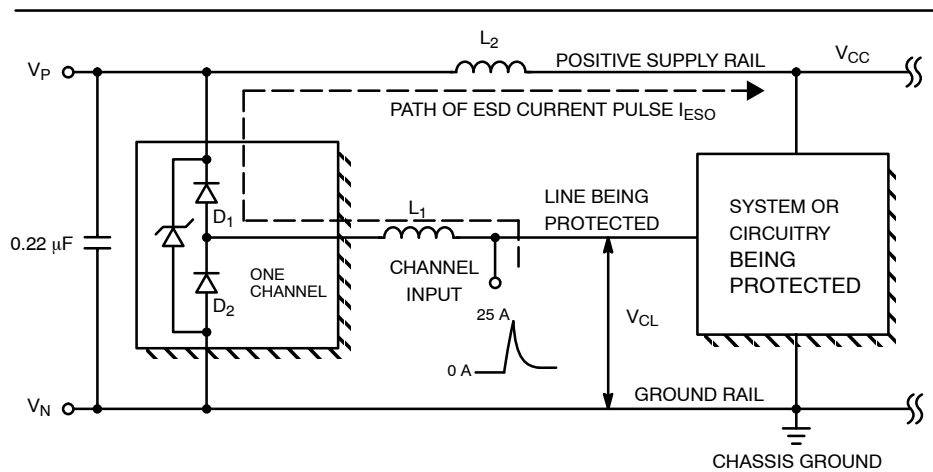 L2
VP
POSITIVE SUPPLY RAIL
VCC
PATH OF ESD CURRENT PULSE IESO
D1
L1
LINE BEING
PROTECTED
SYSTEM OR
CIRCUITRY
BEING
PROTECTED
0.22 μF
ONE
CHANNEL
CHANNEL
INPUT
D2
25 A
VCL
0 A
VN
GROUND RAIL
CHASSIS GROUND